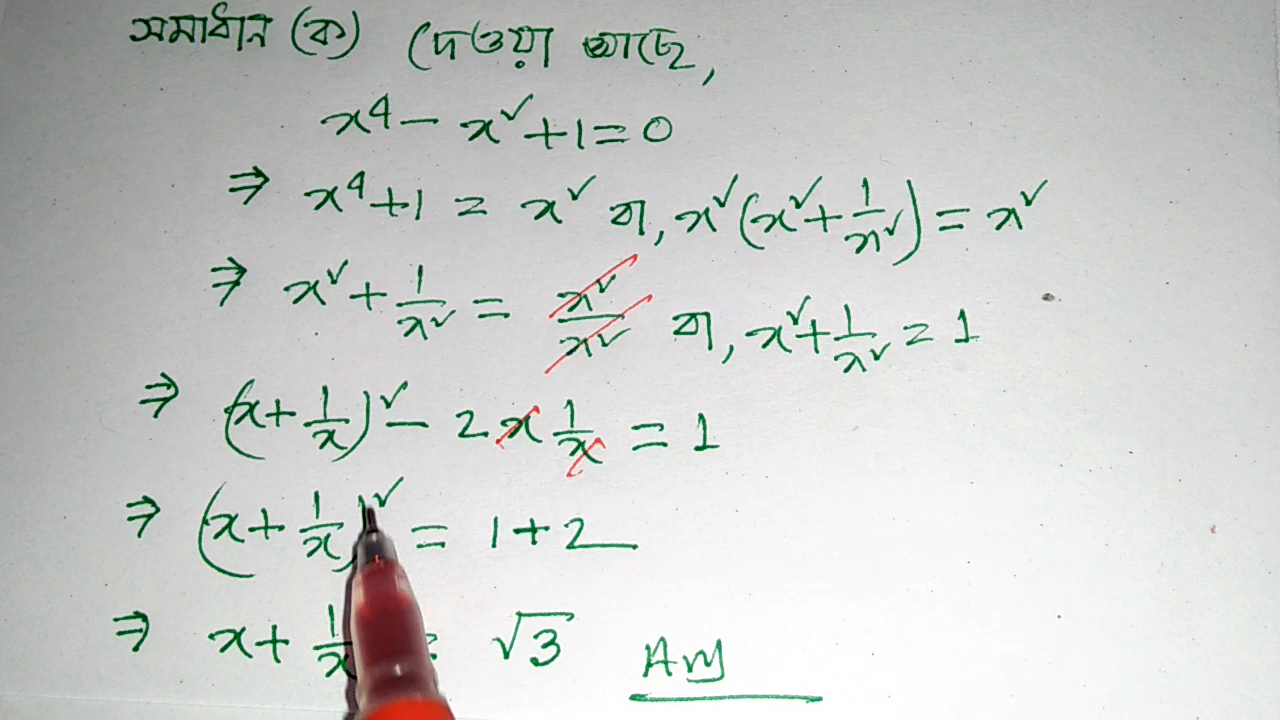 সমাধান (ক) দেওয়া আছে,
x⁴ − x² + 1 = 0
⇒ x⁴ + 1 = x² বা, x²(x² + 1/x²) = x²
⇒ x² + 1/x² = x²/x² বা, x² + 1/x² = 1
⇒ (x + 1/x)² − 2x 1/x = 1
⇒ (x + 1/x)² = 1 + 2
⇒ x + 1/x = √3 Ans